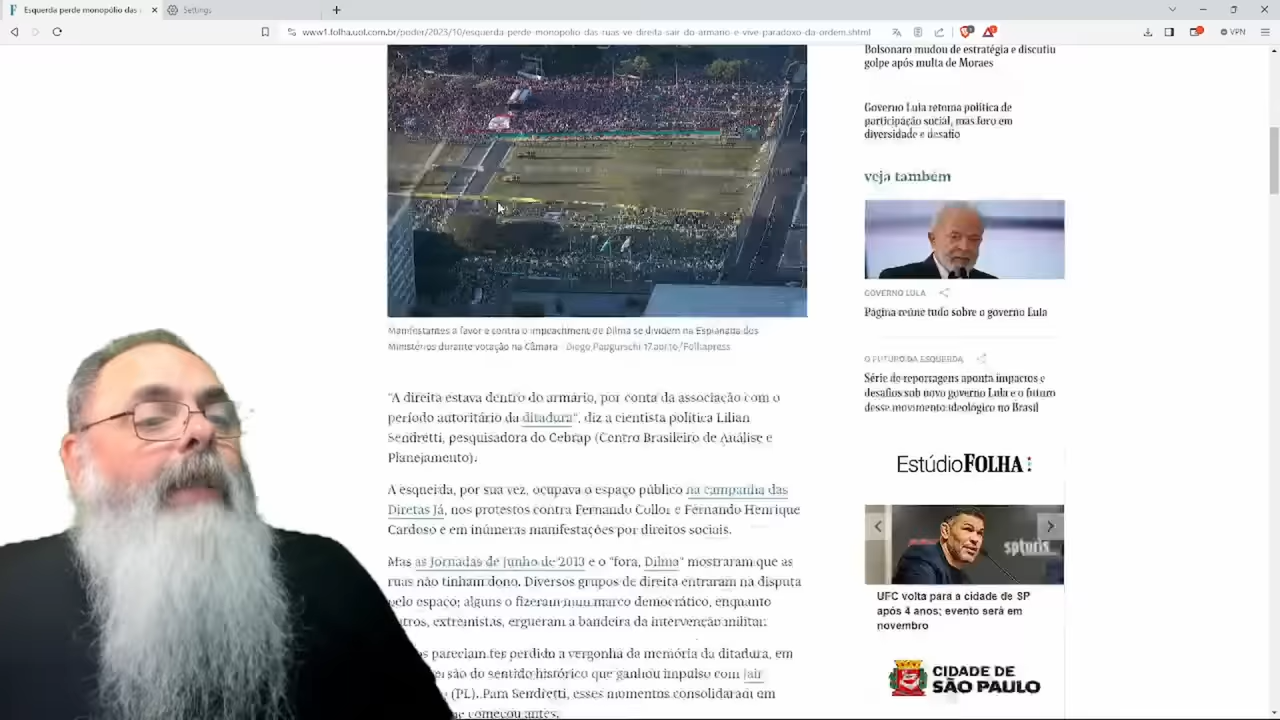 Esquerda perde monopólio das
Settings
www1.folha.uol.com.br/poder/2023/10/esquerda-perde-monopolio-das-ruas-ve-direita-sair-do-armario-e-vive-paradoxo-da-ordem.shtml
VPN
Manifestantes a favor e contra o impeachment de Dilma se dividem na Esplanada dos
Ministérios durante votação na Câmara -
"A direita estava dentro do armário, por conta da associação com o
período autoritário da ditadura", diz a cientista política Lilian
Sendretti, pesquisadora do Cebrap (Centro Brasileiro de Análise e
Planejamento).
A esquerda, por sua vez, ocupava o espaço público na campanha das
Diretas Já, nos protestos contra Fernando Collor e Fernando Henrique
Cardoso e em inúmeras manifestações por direitos sociais.
Mas as Jornadas de Junho de 2013 e o "fora, Dilma" mostraram que as
ruas não tinham dono. Diversos grupos de direita entraram na disputa
pelo espaço; alguns o fizeram num marco democrático, enquanto
outros, extremistas, ergueram a bandeira da intervenção militar.
s pareciam ter perdido a vergonha da memória da ditadura, em
são do sentido histórico que ganhou impulso com Jair
(PL). Para Sendretti, esses momentos consolidaram um
e começou antes.
Bolsonaro mudou de estratégia e discutiu
golpe após multa de Moraes
Governo Lula retoma política de
participação social, mas foro em
diversidade é desafio
veja também
GOVERNO LULA
Página reúne tudo sobre o governo Lula
O FUTURO DA ESQUERDA
Série de reportagens aponta impactos e
desafios sob novo governo Lula e o futuro
desse movimento ideológico no Brasil
Estúdio FOLHA:
spturis
UFC volta para a cidade de SP
após 4 anos; evento será em
novembro
CIDADE DE
SÃO PAULO